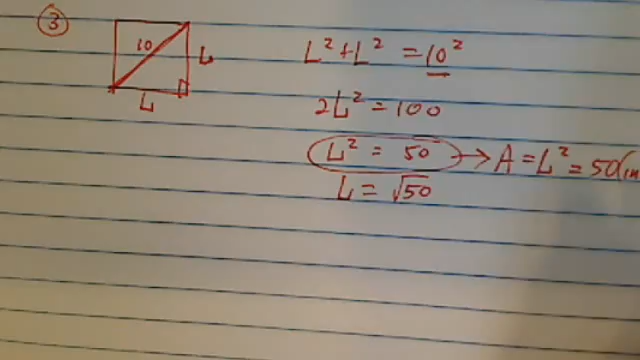 ③
10
L
L
L² + L² = 10²
2L² = 100
L² = 50 → A = L² = 50
L = √50